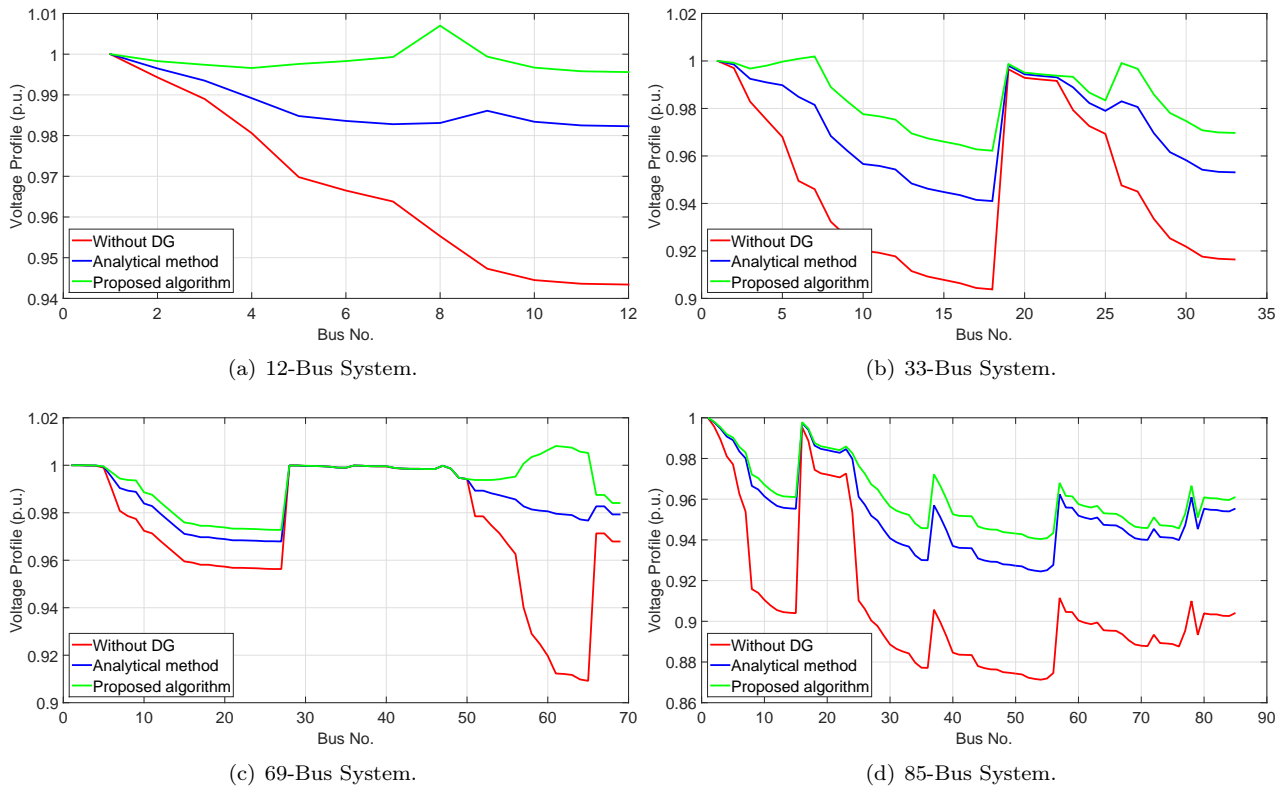 1.01
1
0.99
0.98
0.97
0.96
0.95
0.94
Voltage Profile (p.u.)
Without DG
Analytical method
Proposed algorithm
0 2 4 6 8 10 12
Bus No.
(a) 12-Bus System.
1.02
1
0.98
0.96
0.94
0.92
0.9
Voltage Profile (p.u.)
Without DG
Analytical method
Proposed algorithm
0 5 10 15 20 25 30 35
Bus No.
(b) 33-Bus System.
1.02
1
0.98
0.96
0.94
0.92
0.9
Voltage Profile (p.u.)
Without DG
Analytical method
Proposed algorithm
0 10 20 30 40 50 60 70
Bus No.
(c) 69-Bus System.
1
0.98
0.96
0.94
0.92
0.9
0.88
0.86
Voltage Profile (p.u.)
Without DG
Analytical method
Proposed algorithm
0 10 20 30 40 50 60 70 80 90
Bus No.
(d) 85-Bus System.